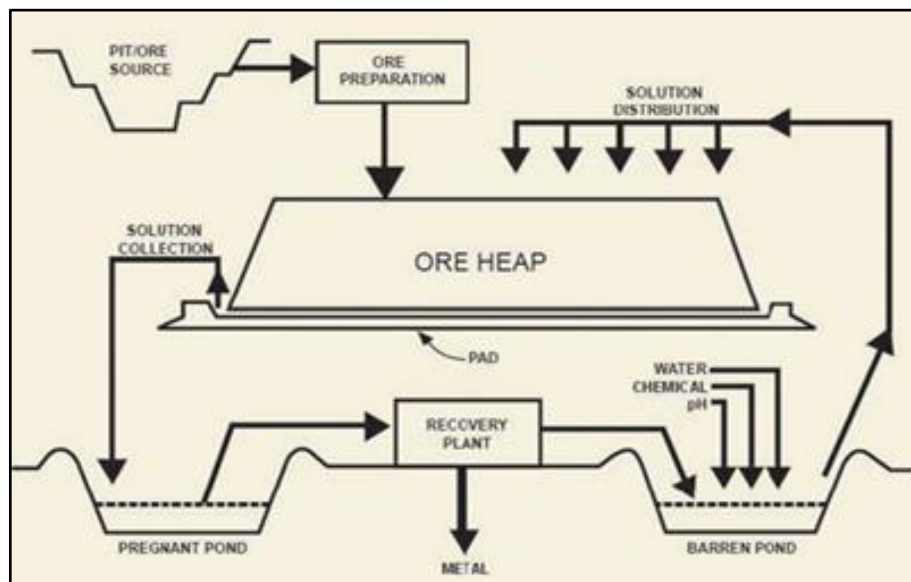 PIT/ORE
SOURCE
ORE
PREPARATION
SOLUTION
DISTRIBUTION
SOLUTION
COLLECTION
ORE HEAP
PAD
WATER
CHEMICAL
pH
RECOVERY
PLANT
PREGNANT POND
BARREN POND
METAL